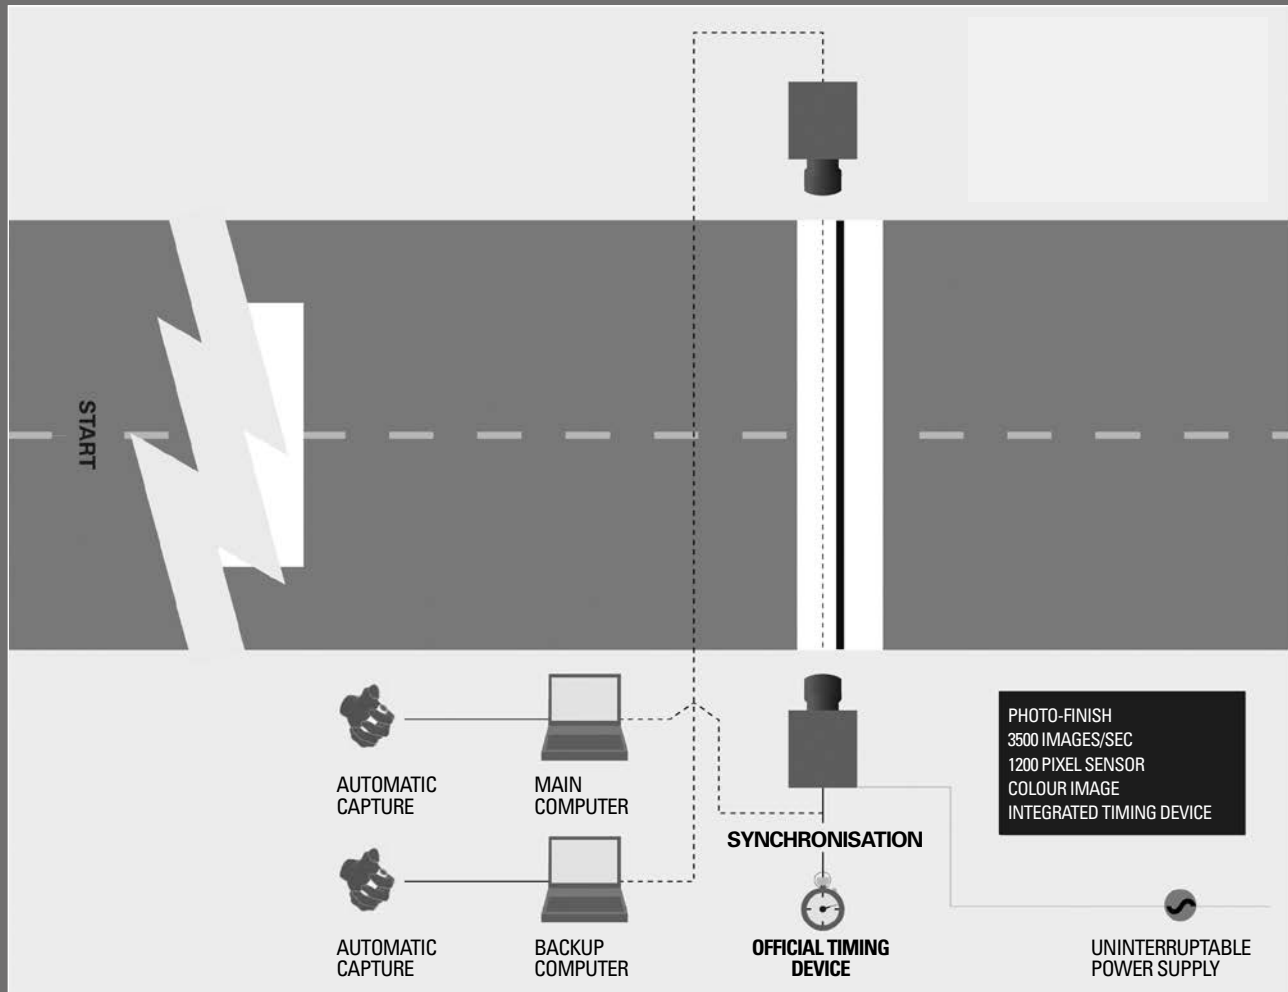 START
PHOTO-FINISH
3500 IMAGES/SEC
1200 PIXEL SENSOR
COLOUR IMAGE
INTEGRATED TIMING DEVICE
AUTOMATIC
CAPTURE
MAIN
COMPUTER
SYNCHRONISATION
AUTOMATIC
CAPTURE
BACKUP
COMPUTER
OFFICIAL TIMING
DEVICE
UNINTERRUPTABLE
POWER SUPPLY